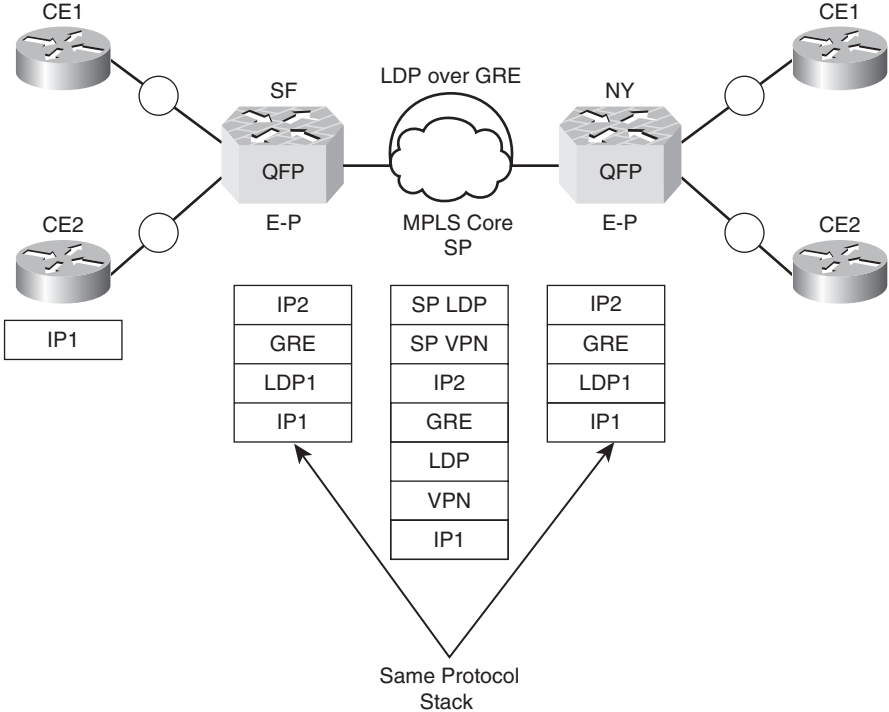 CE1
CE1
LDP over GRE
SF
NY
QFP
QFP
CE2
E-P
MPLS Core
SP
E-P
CE2
IP1
IP2
GRE
LDP1
IP1
SP LDP
SP VPN
IP2
GRE
LDP
VPN
IP1
IP2
GRE
LDP1
IP1
Same Protocol
Stack